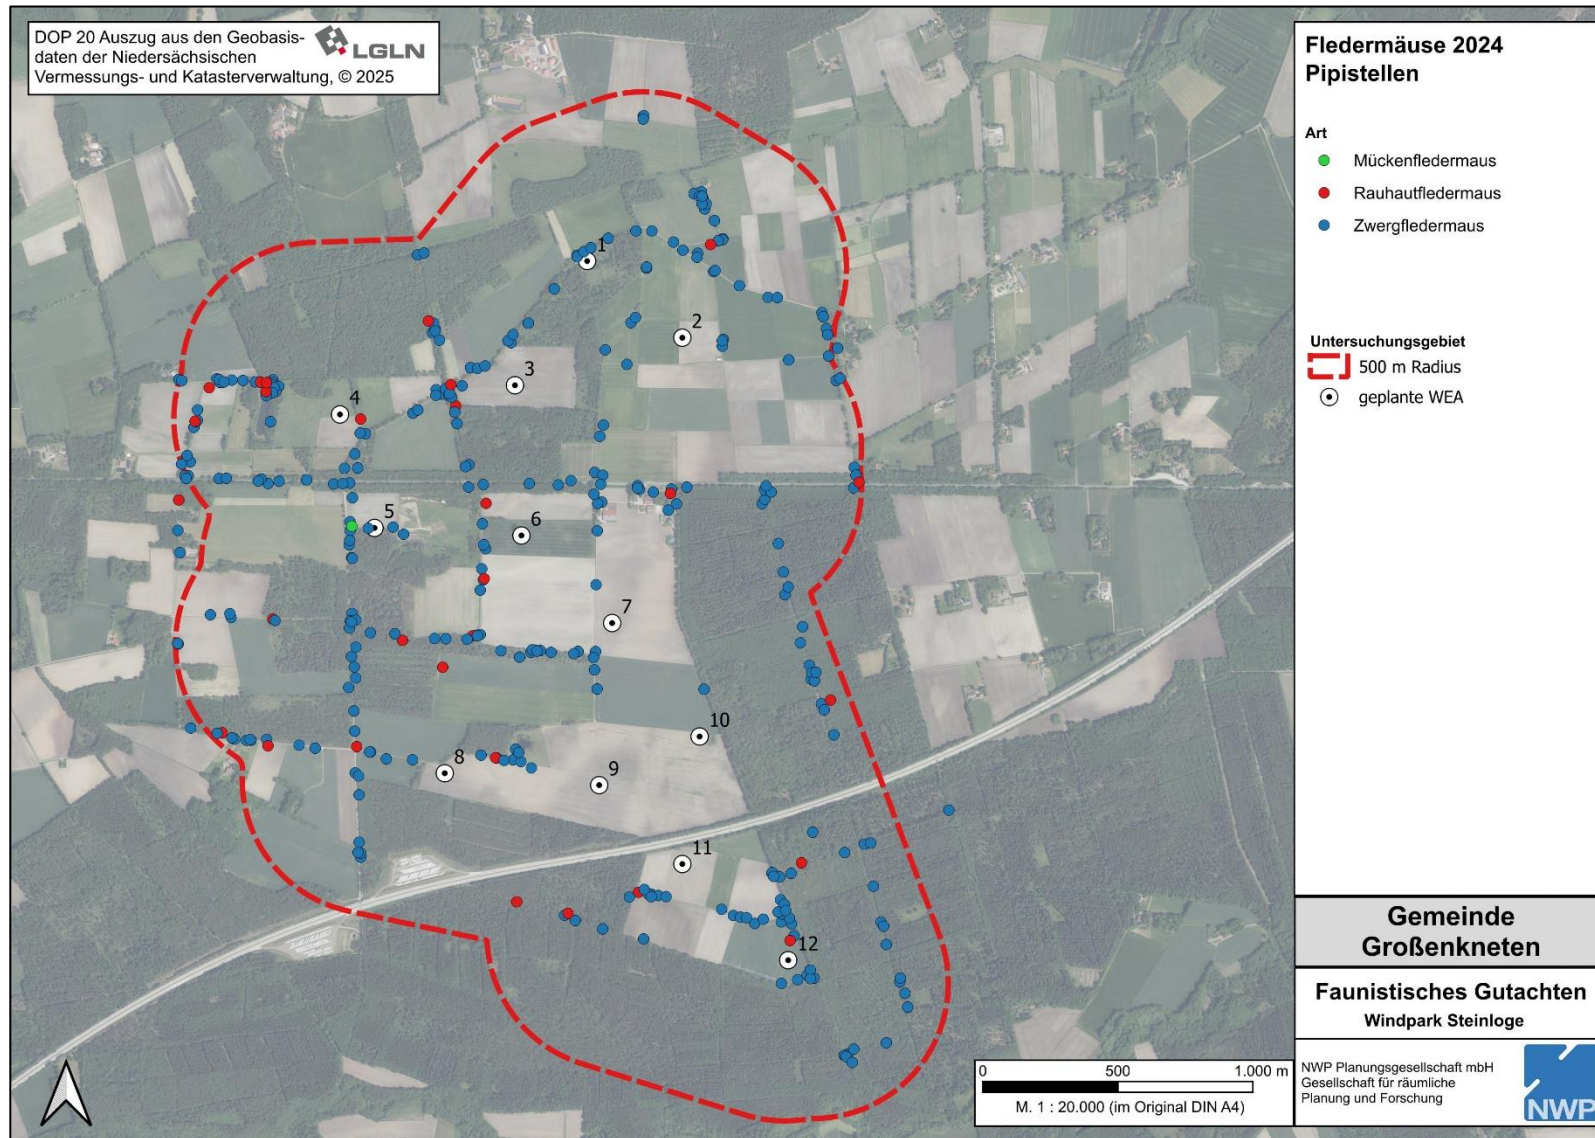 DOP 20 Auszug aus den Geobasis-
daten der Niedersächsischen
Vermessungs- und Katasterverwaltung, © 2025
LGLN
Fledermäuse 2024
Pipistellen
Art
Mückenfledermaus
Rauhautfledermaus
Zwergfledermaus
Untersuchungsgebiet
500 m Radius
geplante WEA
1
2
3
4
5
6
7
10
8
9
11
12
Gemeinde
Großenkneten
Faunistisches Gutachten
Windpark Steinloge
0 500 1.000 m
M. 1 : 20.000 (im Original DIN A4)
NWP Planungsgesellschaft mbH
Gesellschaft für räumliche
Planung und Forschung
NWP